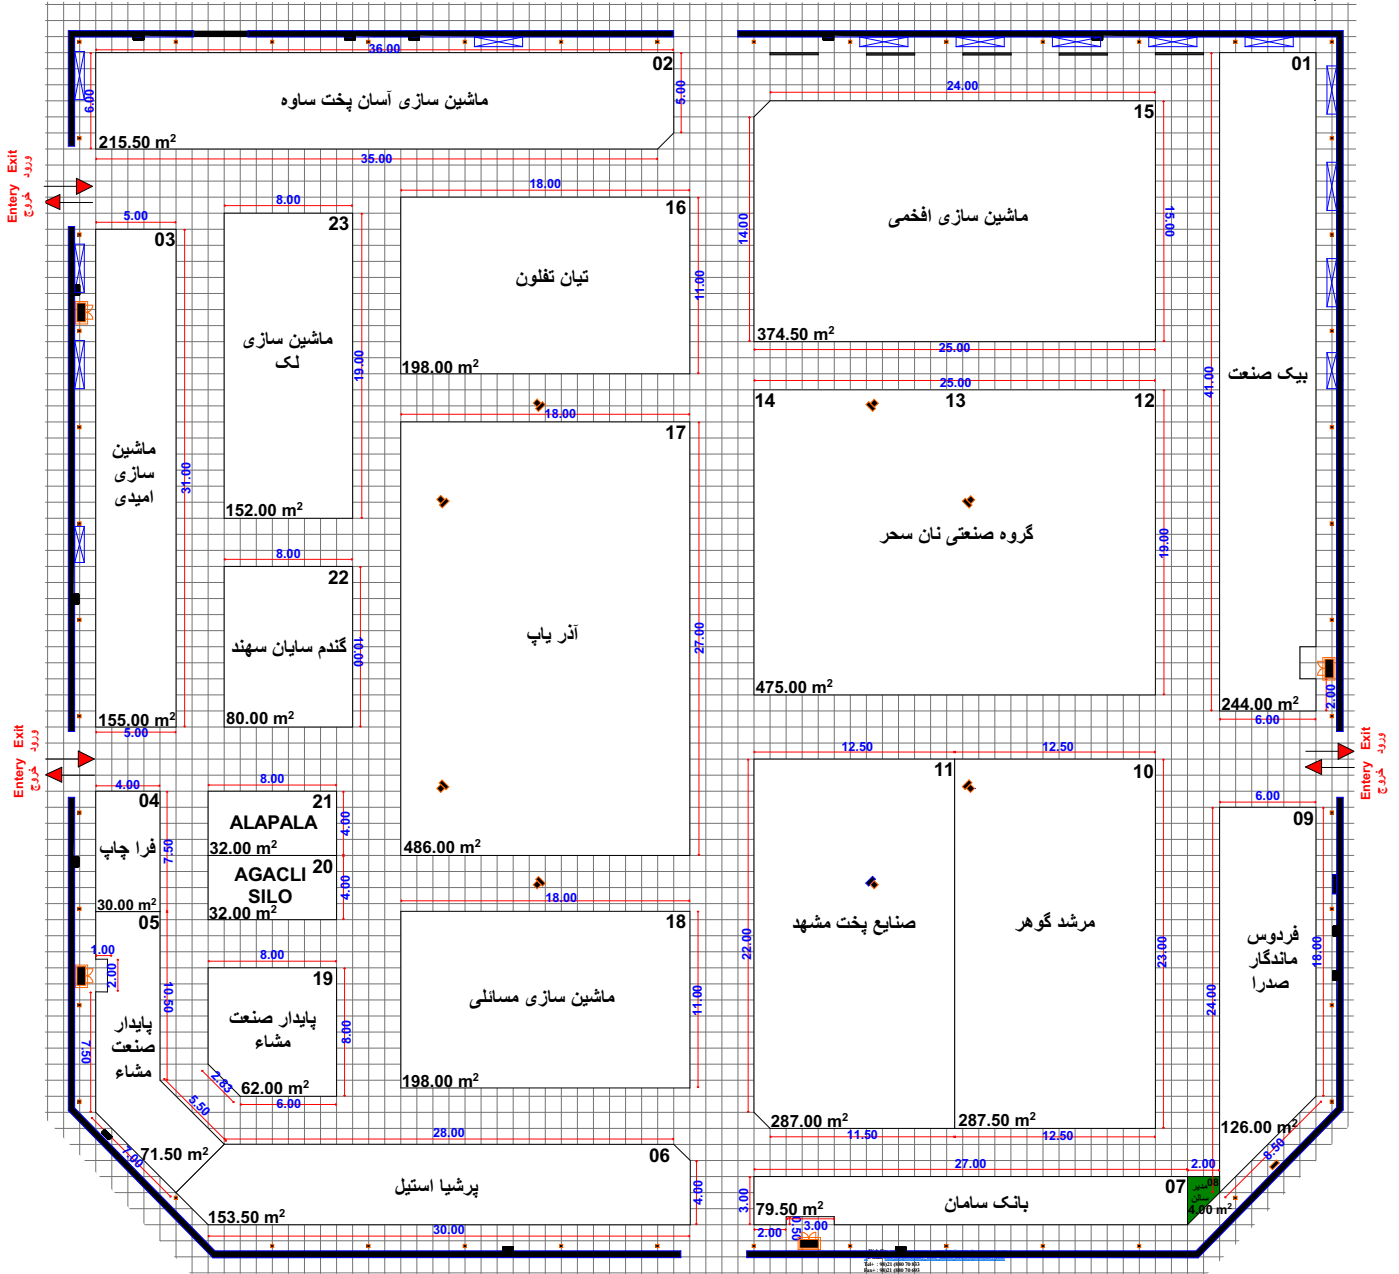 36.00
02
ماشین سازی آسان پخت ساوه
6.00
5.00
215.50 m²
35.00
01
بیک صنعت
41.00
244.00 m²
2.00
6.00
24.00
15
ماشین سازی افخمی
14.00
15.00
374.50 m²
25.00
Entery Exit
ورود خروج
5.00
03
ماشین
سازی
امیدی
31.00
155.00 m²
5.00
8.00
23
ماشین سازی
لک
19.00
152.00 m²
18.00
16
تیان تفلون
11.00
198.00 m²
25.00
14
13
12
گروه صنعتی نان سحر
19.00
475.00 m²
18.00
17
آذر یاپ
27.00
486.00 m²
8.00
22
گندم سایان سهند
10.00
80.00 m²
Entery Exit
ورود خروج
Entery Exit
ورود خروج
4.00
04
فرا چاپ
7.50
30.00 m²
8.00
21
ALAPALA
4.00
32.00 m²
20
AGACLI
SILO
4.00
32.00 m²
05
1.00
2.00
10.50
7.50
پایدار
صنعت
مشاء
5.50
7.00
71.50 m²
8.00
19
پایدار صنعت
مشاء
8.00
2.83
62.00 m²
6.00
18.00
18
ماشین سازی مسائلی
11.00
198.00 m²
12.50
12.50
11
صنایع پخت مشهد
22.00
287.00 m²
11.50
10
مرشد گوهر
23.00
287.50 m²
12.50
6.00
09
فردوس
ماندگار
صدرا
18.00
24.00
126.00 m²
8.50
28.00
06
پرشیا استیل
4.00
153.50 m²
30.00
27.00
2.00
07
بانک سامان
3.00
79.50 m²
2.00
0.50
3.00
08
مدیر
سالن
4.00 m²